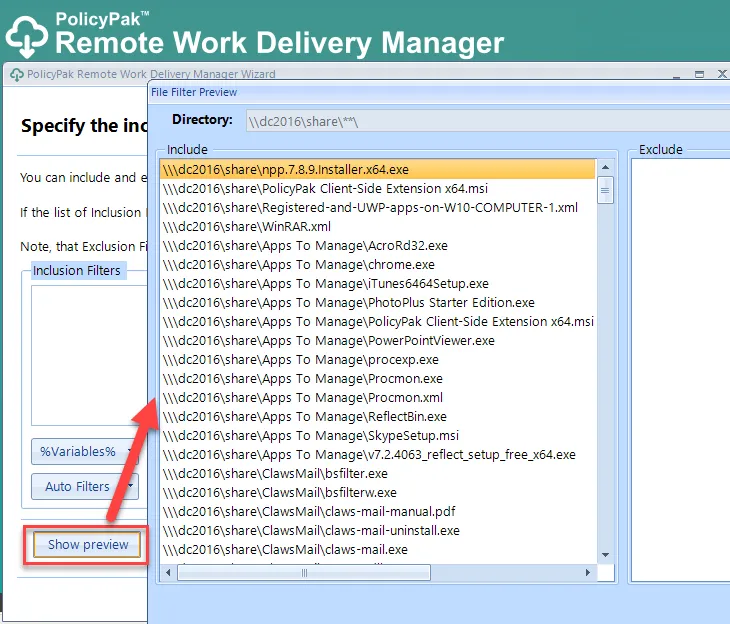 PolicyPak™
Remote Work Delivery Manager
PolicyPak Remote Work Delivery Manager Wizard
File Filter Preview
Specify the inc
Directory:
\\dc2016\share\**\
Include
Exclude
You can include and e
If the list of Inclusion
Note, that Exclusion Fi
Inclusion Filters
%Variables%
Auto Filters
Show preview
\\\dc2016\share\npp.7.8.9.Installer.x64.exe
\\\dc2016\share\PolicyPak Client-Side Extension x64.msi
\\\dc2016\share\Registered-and-UWP-apps-on-W10-COMPUTER-1.xml
\\\dc2016\share\WinRAR.xml
\\\dc2016\share\Apps To Manage\AcroRd32.exe
\\\dc2016\share\Apps To Manage\chrome.exe
\\\dc2016\share\Apps To Manage\iTunes6464Setup.exe
\\\dc2016\share\Apps To Manage\PhotoPlus Starter Edition.exe
\\\dc2016\share\Apps To Manage\PolicyPak Client-Side Extension x64.msi
\\\dc2016\share\Apps To Manage\PowerPointViewer.exe
\\\dc2016\share\Apps To Manage\procexp.exe
\\\dc2016\share\Apps To Manage\Procmon.exe
\\\dc2016\share\Apps To Manage\Procmon.xml
\\\dc2016\share\Apps To Manage\ReflectBin.exe
\\\dc2016\share\Apps To Manage\SkypeSetup.msi
\\\dc2016\share\Apps To Manage\v7.2.4063_reflect_setup_free_x64.exe
\\\dc2016\share\ClawsMail\bsfilter.exe
\\\dc2016\share\ClawsMail\bsfilterw.exe
\\\dc2016\share\ClawsMail\claws-mail-manual.pdf
\\\dc2016\share\ClawsMail\claws-mail-uninstall.exe
\\\dc2016\share\ClawsMail\claws-mail.exe